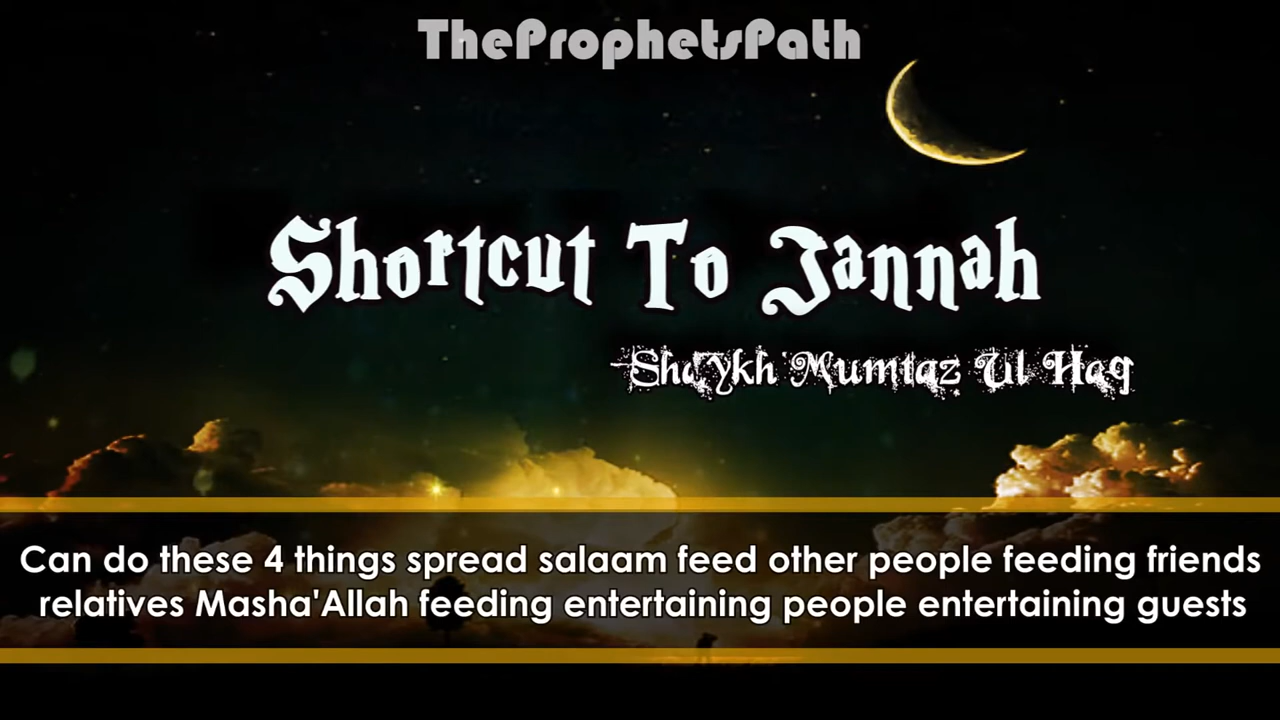 TheProphetsPath
Shortcut To Jannah
-Shaykh Mumtaz Ul Haq
Can do these 4 things spread salaam feed other people feeding friends
relatives Masha'Allah feeding entertaining people entertaining guests